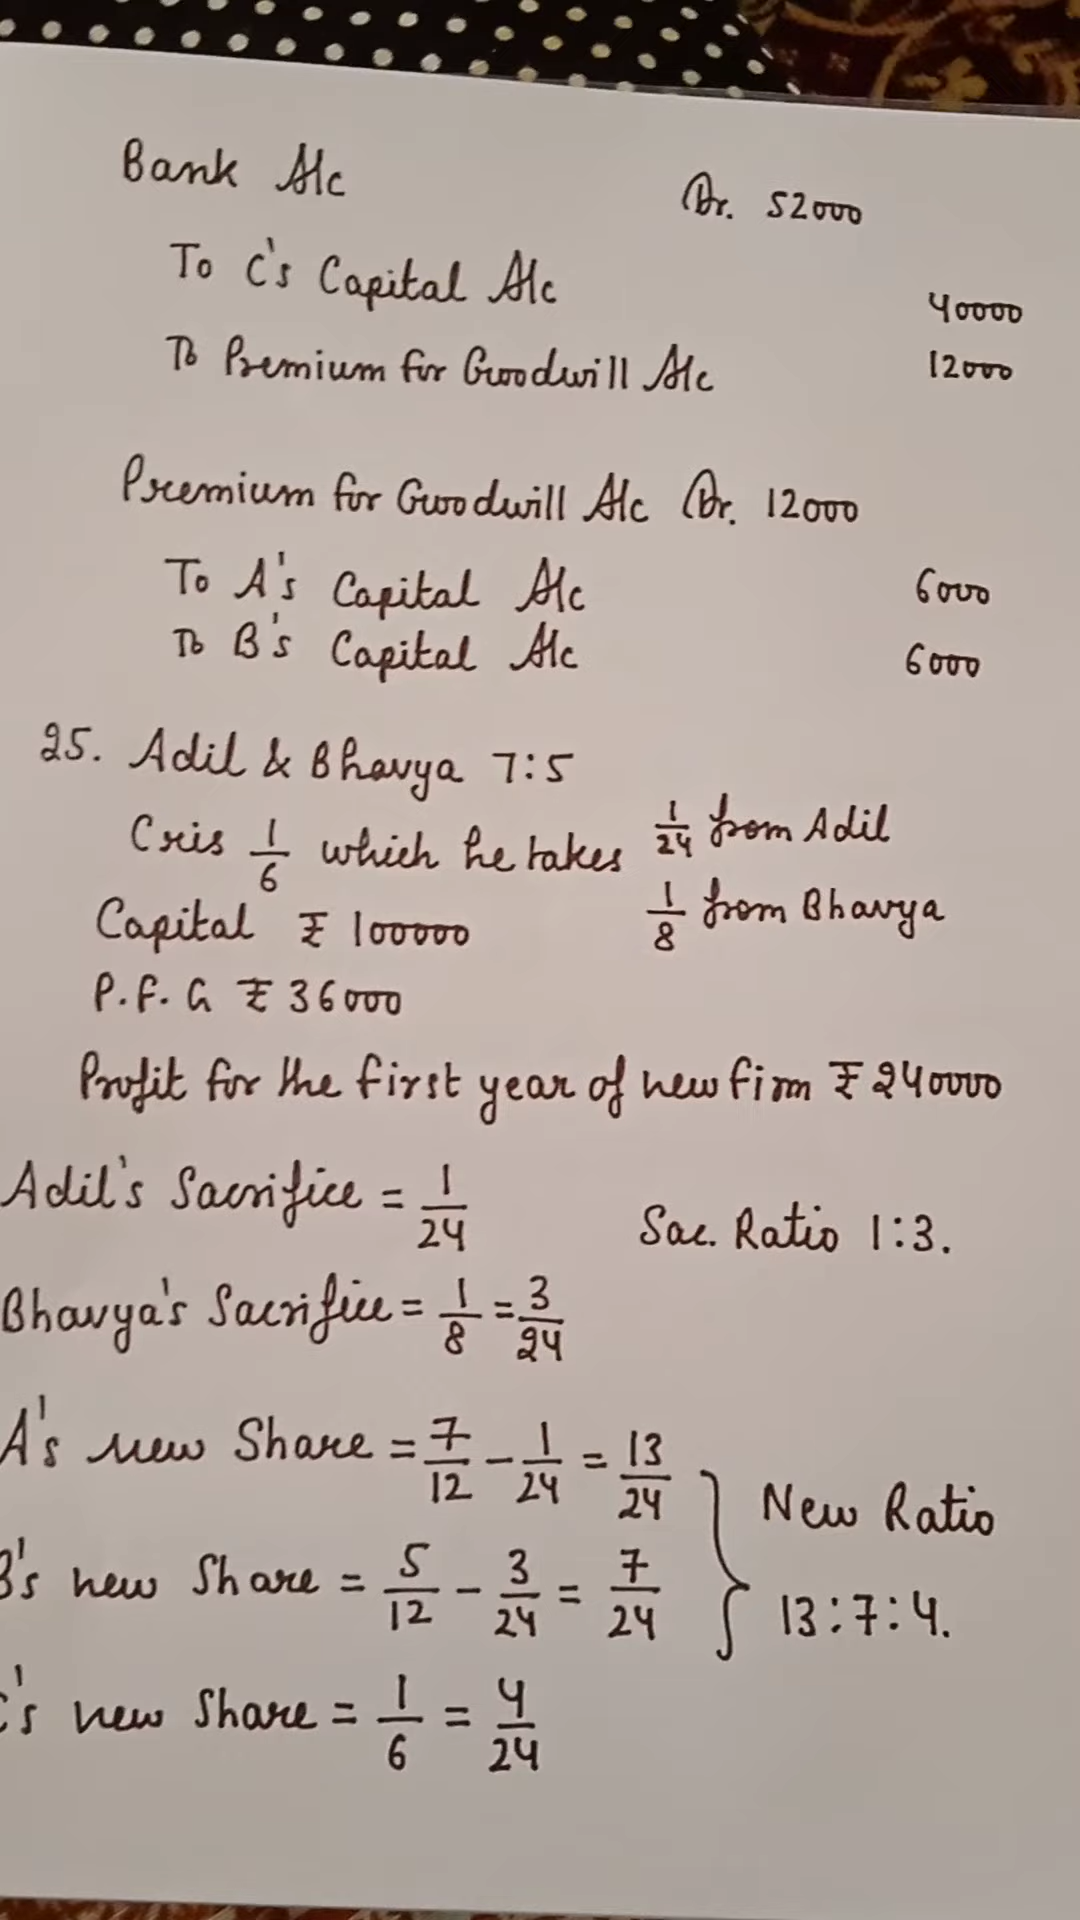 Bank A/c Dr. 52000
To C's Capital A/c 40000
To Premium for Goodwill A/c 12000
Premium for Goodwill A/c Dr. 12000
To A's Capital A/c 6000
To B's Capital A/c 6000
25. Adil & Bhavya 7:5
Cris 1/6 which he takes 1/24 from Adil
1/8 from Bhavya
Capital ₹ 100000
P.F.G ₹ 36000
Profit for the first year of new firm ₹ 240000
Adil's Sacrifice = 1/24 Sac. Ratio 1:3.
Bhavya's Sacrifice = 1/8 = 3/24
A's new Share = 7/12 - 1/24 = 13/24
B's new Share = 5/12 - 3/24 = 7/24 } New Ratio
13:7:4.
C's new Share = 1/6 = 4/24